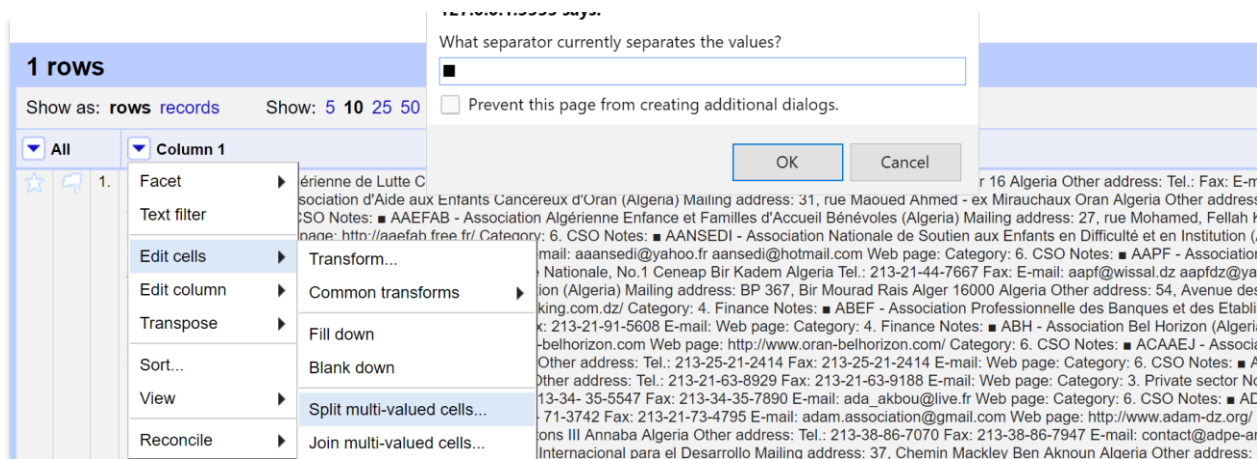 127.0.0.1:3333 says:
What separator currently separates the values?
■
Prevent this page from creating additional dialogs.
OK Cancel
1 rows
Show as: rows records Show: 5 10 25 50
All Column 1
1.
Facet
Text filter
Edit cells
Edit column
Transpose
Sort...
View
Reconcile
Transform...
Common transforms
Fill down
Blank down
Split multi-valued cells...
Join multi-valued cells...
érienne de Lutte C r 16 Algeria Other address: Tel.: Fax: E-m
sociation d'Aide aux Enfants Cancéreux d'Oran (Algeria) Mailing address: 31, rue Maoued Ahmed - ex Mirauchaux Oran Algeria Other address
CSO Notes: ■ AAEFAB - Association Algérienne Enfance et Familles d'Accueil Bénévoles (Algeria) Mailing address: 27, rue Mohamed, Fellah K
page: http://aaefab.free.fr/ Category: 6. CSO Notes: ■ AANSEDI - Association Nationale de Soutien aux Enfants en Difficulté et en Institution (
mail: aaansedi@yahoo.fr aansedi@hotmail.com Web page: Category: 6. CSO Notes: ■ AAPF - Association
Nationale, No.1 Ceneap Bir Kadem Algeria Tel.: 213-21-44-7667 Fax: E-mail: aapf@wissal.dz aapfdz@ya
ion (Algeria) Mailing address: BP 367, Bir Mourad Rais Alger 16000 Algeria Other address: 54, Avenue des
king.com.dz/ Category: 4. Finance Notes: ■ ABEF - Association Professionelle des Banques et des Etabli
x: 213-21-91-5608 E-mail: Web page: Category: 4. Finance Notes: ■ ABH - Association Bel Horizon (Algeri
-belhorizon.com Web page: http://www.oran-belhorizon.com/ Category: 6. CSO Notes: ■ ACAAEJ - Associa
Other address: Tel.: 213-25-21-2414 Fax: 213-25-21-2414 E-mail: Web page: Category: 6. CSO Notes: ■ A
Other address: Tel.: 213-21-63-8929 Fax: 213-21-63-9188 E-mail: Web page: Category: 3. Private sector No
13-34- 35-5547 Fax: 213-34-35-7890 E-mail: ada_akbou@live.fr Web page: Category: 6. CSO Notes: ■ AD
71-3742 Fax: 213-21-73-4795 E-mail: adam.association@gmail.com Web page: http://www.adam-dz.org/
ons III Annaba Algeria Other address: Tel.: 213-38-86-7070 Fax: 213-38-86-7947 E-mail: contact@adpe-an
Internacional para el Desarrollo Mailing address: 37, Chemin Mackley Ben Aknoun Algeria Other address: